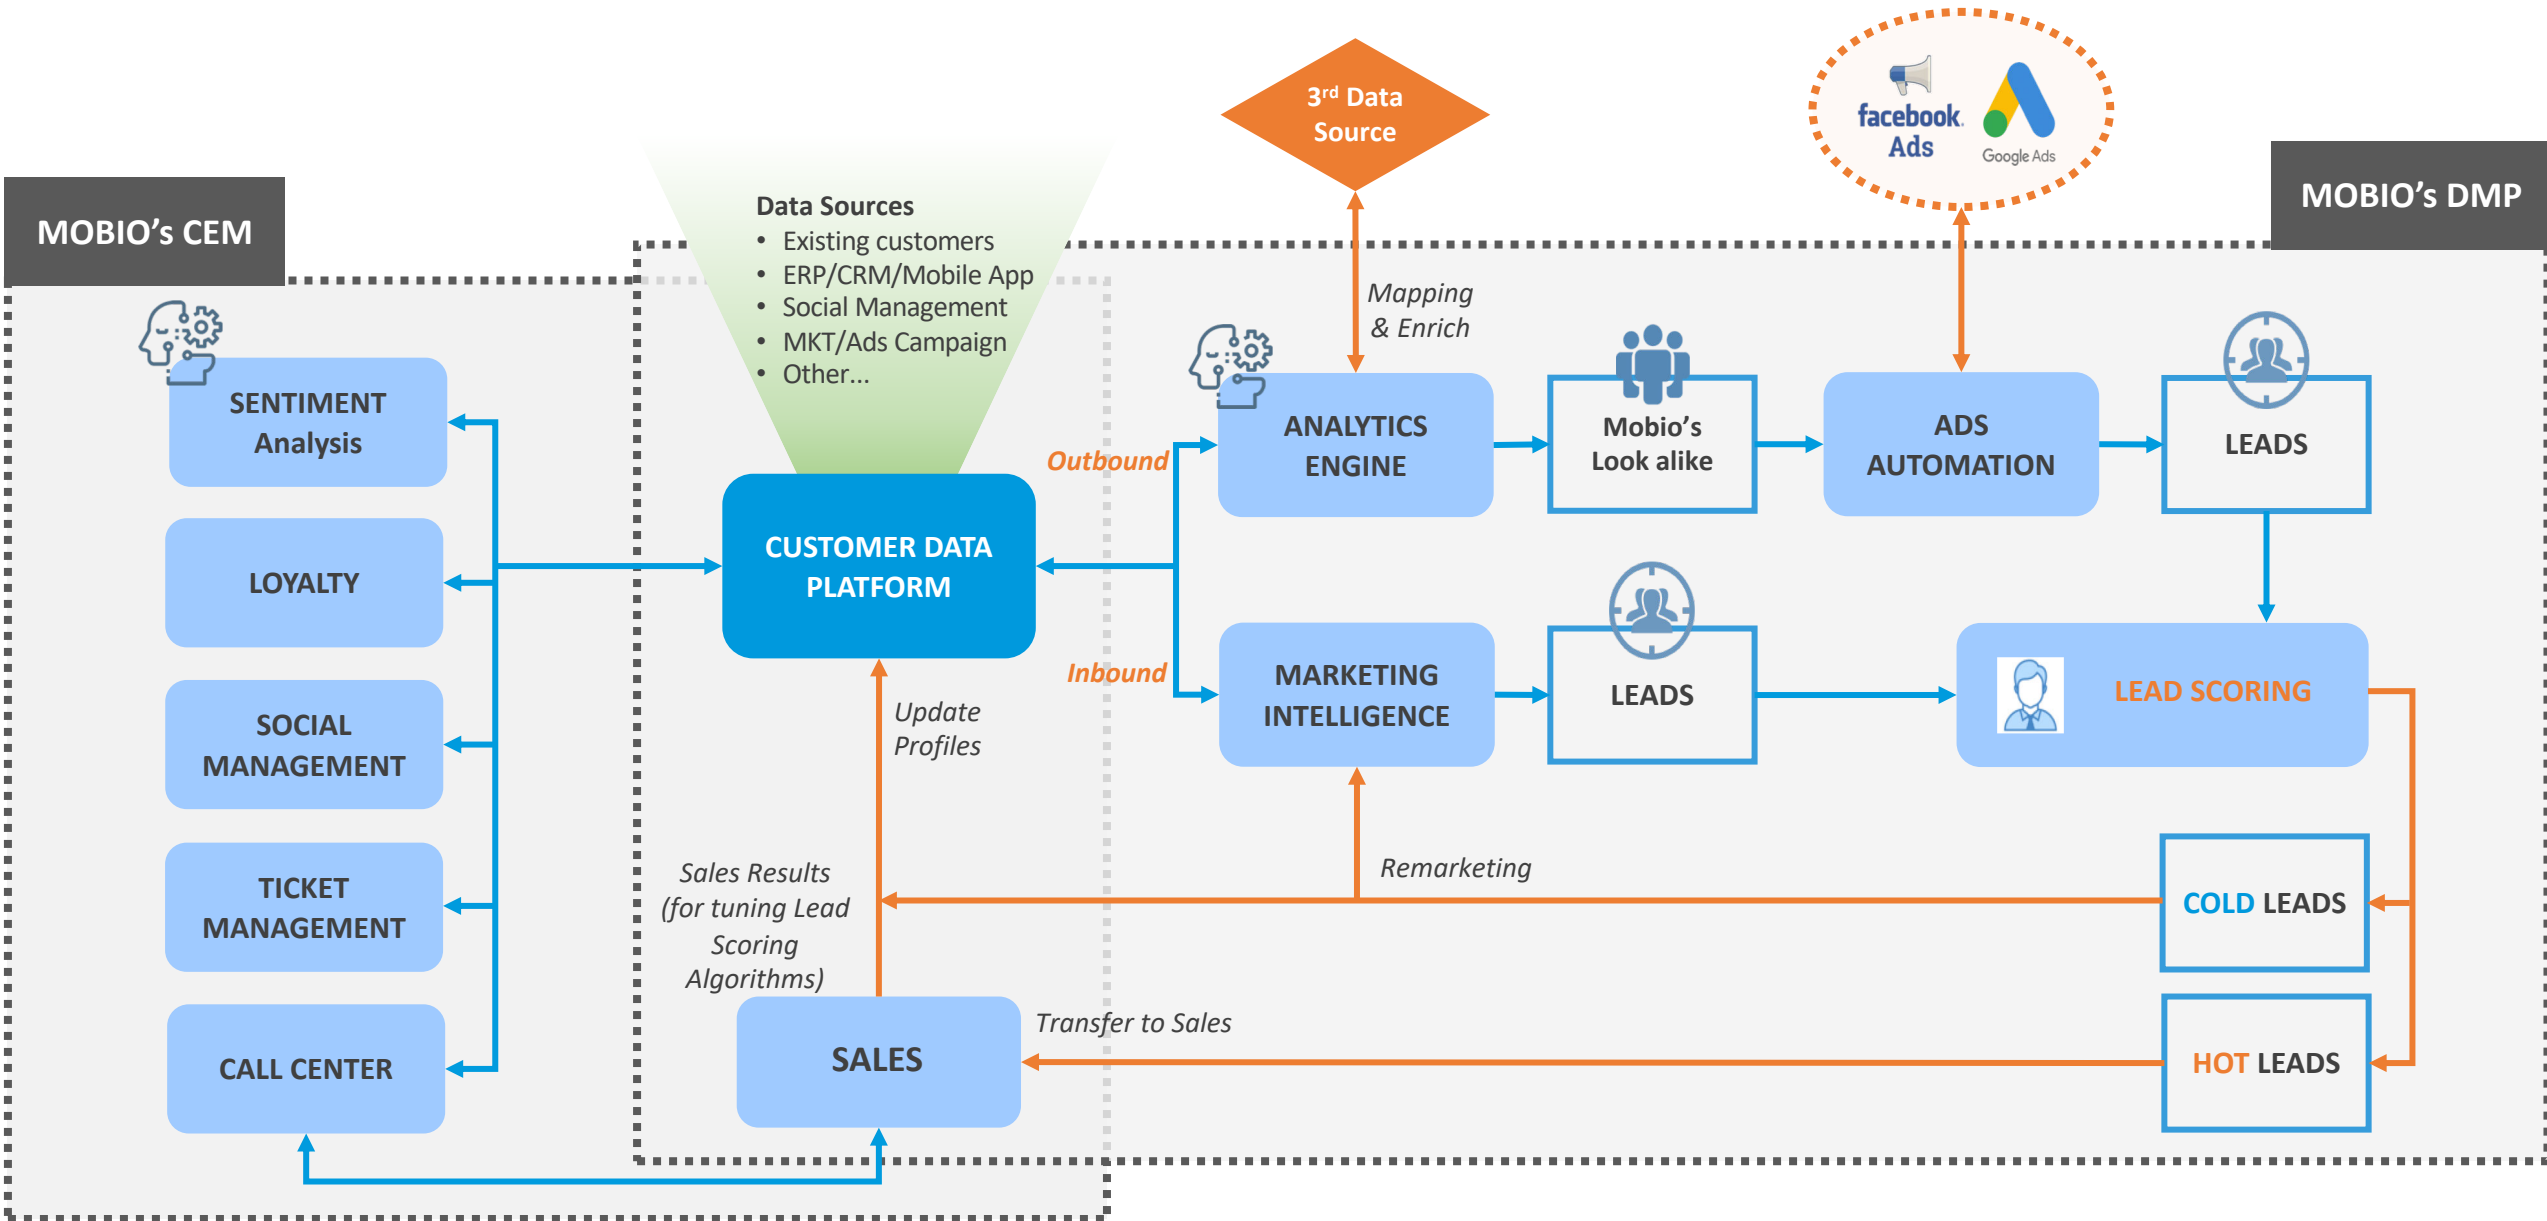 3rd Data
Source
facebook.
Ads
Google Ads
MOBIO's CEM
MOBIO's DMP
Data Sources
• Existing customers
• ERP/CRM/Mobile App
• Social Management
• MKT/Ads Campaign
• Other...
Mapping
& Enrich
SENTIMENT
Analysis
LOYALTY
SOCIAL
MANAGEMENT
TICKET
MANAGEMENT
CALL CENTER
CUSTOMER DATA
PLATFORM
Outbound
Inbound
ANALYTICS
ENGINE
Mobio's
Look alike
ADS
AUTOMATION
LEADS
MARKETING
INTELLIGENCE
LEADS
LEAD SCORING
Update
Profiles
Sales Results
(for tuning Lead
Scoring
Algorithms)
Remarketing
COLD LEADS
SALES
Transfer to Sales
HOT LEADS